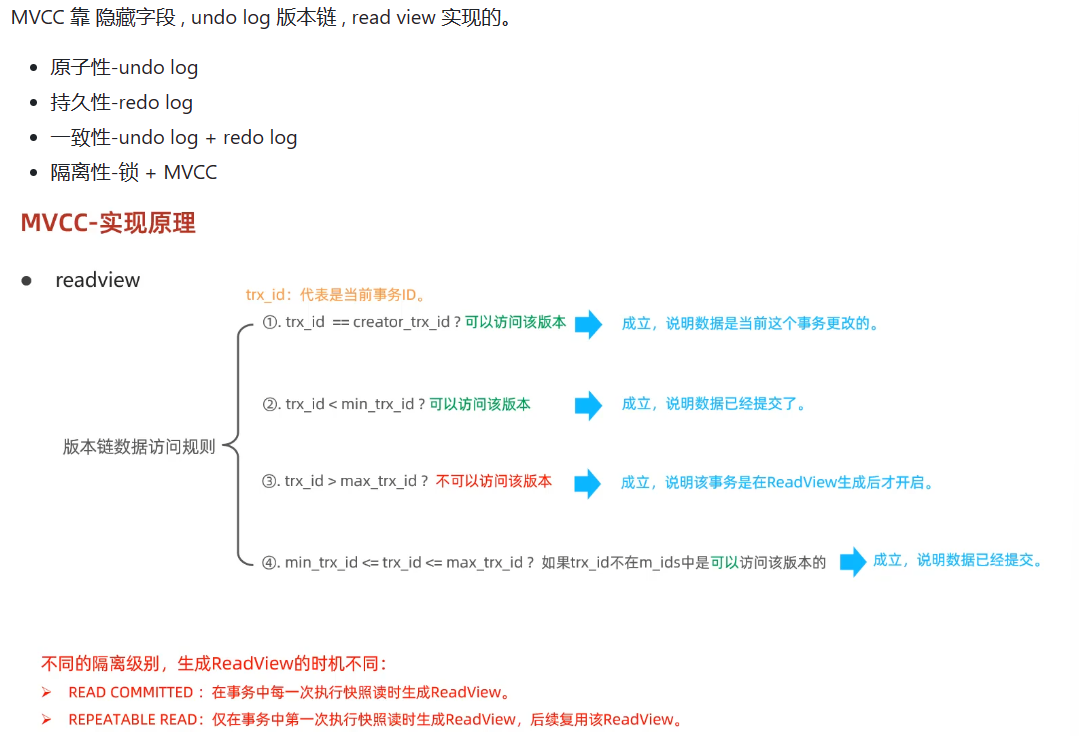 MVCC 靠 隐藏字段 , undo log 版本链 , read view 实现的。
原子性-undo log
持久性-redo log
一致性-undo log + redo log
隔离性-锁 + MVCC
MVCC-实现原理
readview
trx_id：代表是当前事务ID。
①. trx_id == creator_trx_id ? 可以访问该版本 成立，说明数据是当前这个事务更改的。
②. trx_id < min_trx_id ? 可以访问该版本 成立，说明数据已经提交了。
版本链数据访问规则
③. trx_id > max_trx_id ? 不可以访问该版本 成立，说明该事务是在ReadView生成后才开启。
④. min_trx_id <= trx_id <= max_trx_id ? 如果trx_id不在m_ids中是可以访问该版本的 成立，说明数据已经提交。
不同的隔离级别，生成ReadView的时机不同：
READ COMMITTED ：在事务中每一次执行快照读时生成ReadView。
REPEATABLE READ：仅在事务中第一次执行快照读时生成ReadView，后续复用该ReadView。